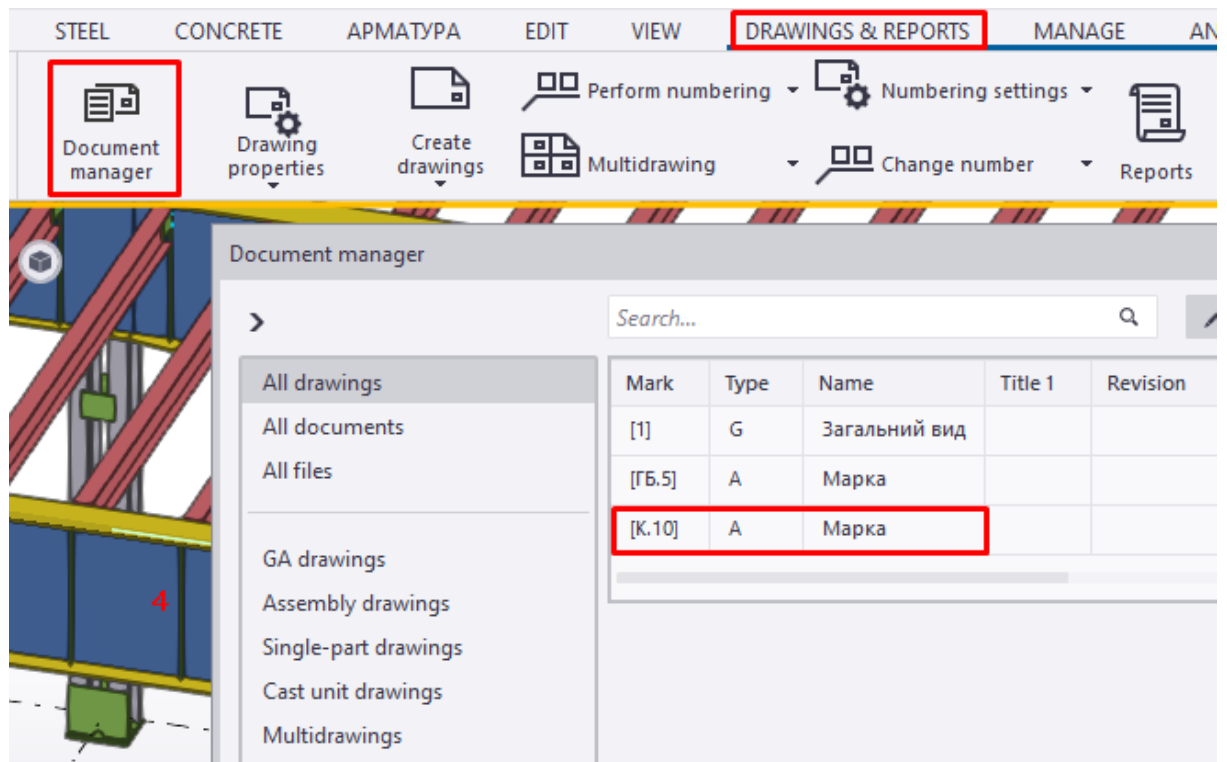 STEEL CONCRETE АРМАТУРА EDIT VIEW DRAWINGS & REPORTS MANAGE AN
Document manager
Drawing properties
Create drawings
Perform numbering
Multidrawing
Numbering settings
Change number
Reports
Document manager
Search...
All drawings
All documents
All files
GA drawings
Assembly drawings
Single-part drawings
Cast unit drawings
Multidrawings
Mark Type Name Title 1 Revision
[1] G Загальний вид
[ГБ.5] A Марка
[К.10] A Марка
4